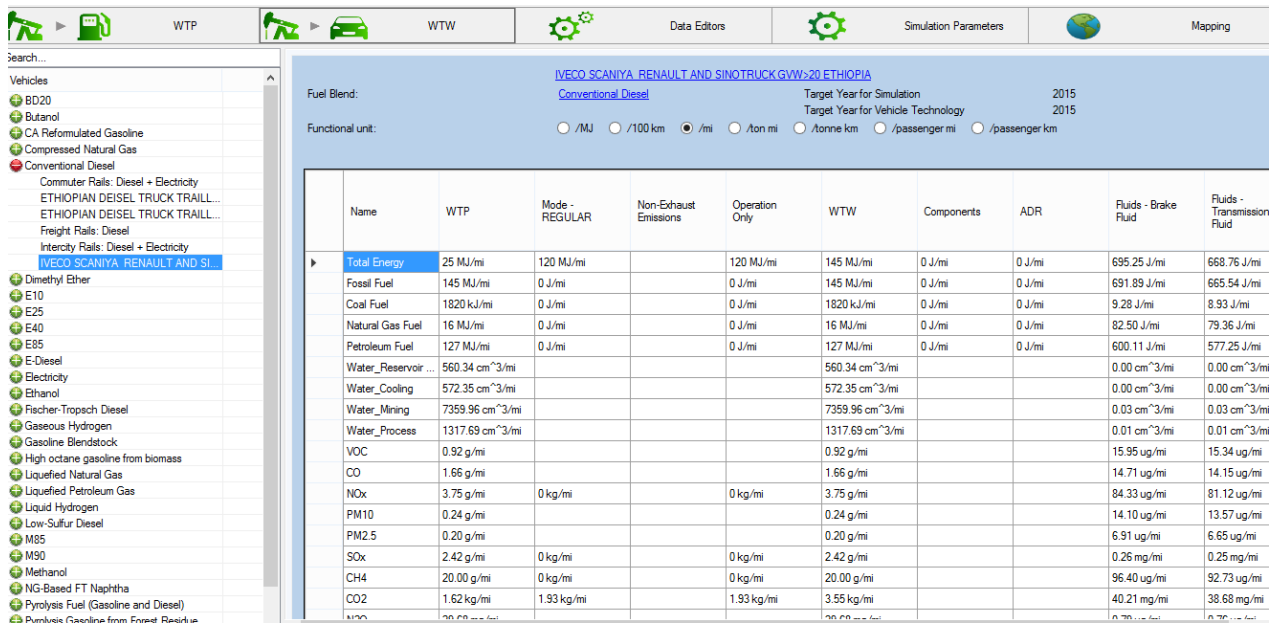 WTP WTW Data Editors Simulation Parameters Mapping
Search...
Vehicles
BD20
Butanol
CA Reformulated Gasoline
Compressed Natural Gas
Conventional Diesel
Commuter Rails: Diesel + Electricity
ETHIOPIAN DEISEL TRUCK TRAILL...
ETHIOPIAN DEISEL TRUCK TRAILL...
Freight Rails: Diesel
Intercity Rails: Diesel + Electricity
IVECO SCANIYA RENAULT AND SI...
Dimethyl Ether
E10
E25
E40
E85
E-Diesel
Electricity
Ethanol
Fischer-Tropsch Diesel
Gaseous Hydrogen
Gasoline Blendstock
High octane gasoline from biomass
Liquefied Natural Gas
Liquefied Petroleum Gas
Liquid Hydrogen
Low-Sulfur Diesel
M85
M90
Methanol
NG-Based FT Naphtha
Pyrolysis Fuel (Gasoline and Diesel)
Pyrolysis Gasoline from Forest Residue
IVECO SCANIYA RENAULT AND SINOTRUCK GVW>20 ETHIOPIA
Fuel Blend: Conventional Diesel Target Year for Simulation 2015
Target Year for Vehicle Technology 2015
Functional unit: /MJ /100 km /mi /ton mi /tonne km /passenger mi /passenger km
Name WTP Mode - REGULAR Non-Exhaust Emissions Operation Only WTW Components ADR Fluids - Brake Fluid Fluids - Transmission Fluid
Total Energy 25 MJ/mi 120 MJ/mi 120 MJ/mi 145 MJ/mi 0 J/mi 0 J/mi 695.25 J/mi 668.76 J/mi
Fossil Fuel 145 MJ/mi 0 J/mi 0 J/mi 145 MJ/mi 0 J/mi 0 J/mi 691.89 J/mi 665.54 J/mi
Coal Fuel 1820 kJ/mi 0 J/mi 0 J/mi 1820 kJ/mi 0 J/mi 0 J/mi 9.28 J/mi 8.93 J/mi
Natural Gas Fuel 16 MJ/mi 0 J/mi 0 J/mi 16 MJ/mi 0 J/mi 0 J/mi 82.50 J/mi 79.36 J/mi
Petroleum Fuel 127 MJ/mi 0 J/mi 0 J/mi 127 MJ/mi 0 J/mi 0 J/mi 600.11 J/mi 577.25 J/mi
Water_Reservoir ... 560.34 cm^3/mi 560.34 cm^3/mi 0.00 cm^3/mi 0.00 cm^3/mi
Water_Cooling 572.35 cm^3/mi 572.35 cm^3/mi 0.00 cm^3/mi 0.00 cm^3/mi
Water_Mining 7359.96 cm^3/mi 7359.96 cm^3/mi 0.03 cm^3/mi 0.03 cm^3/mi
Water_Process 1317.69 cm^3/mi 1317.69 cm^3/mi 0.01 cm^3/mi 0.01 cm^3/mi
VOC 0.92 g/mi 0.92 g/mi 15.95 ug/mi 15.34 ug/mi
CO 1.66 g/mi 1.66 g/mi 14.71 ug/mi 14.15 ug/mi
NOx 3.75 g/mi 0 kg/mi 0 kg/mi 3.75 g/mi 84.33 ug/mi 81.12 ug/mi
PM10 0.24 g/mi 0.24 g/mi 14.10 ug/mi 13.57 ug/mi
PM2.5 0.20 g/mi 0.20 g/mi 6.91 ug/mi 6.65 ug/mi
SOx 2.42 g/mi 0 kg/mi 0 kg/mi 2.42 g/mi 0.26 mg/mi 0.25 mg/mi
CH4 20.00 g/mi 0 kg/mi 0 kg/mi 20.00 g/mi 96.40 ug/mi 92.73 ug/mi
CO2 1.62 kg/mi 1.93 kg/mi 1.93 kg/mi 3.55 kg/mi 40.21 mg/mi 38.68 mg/mi